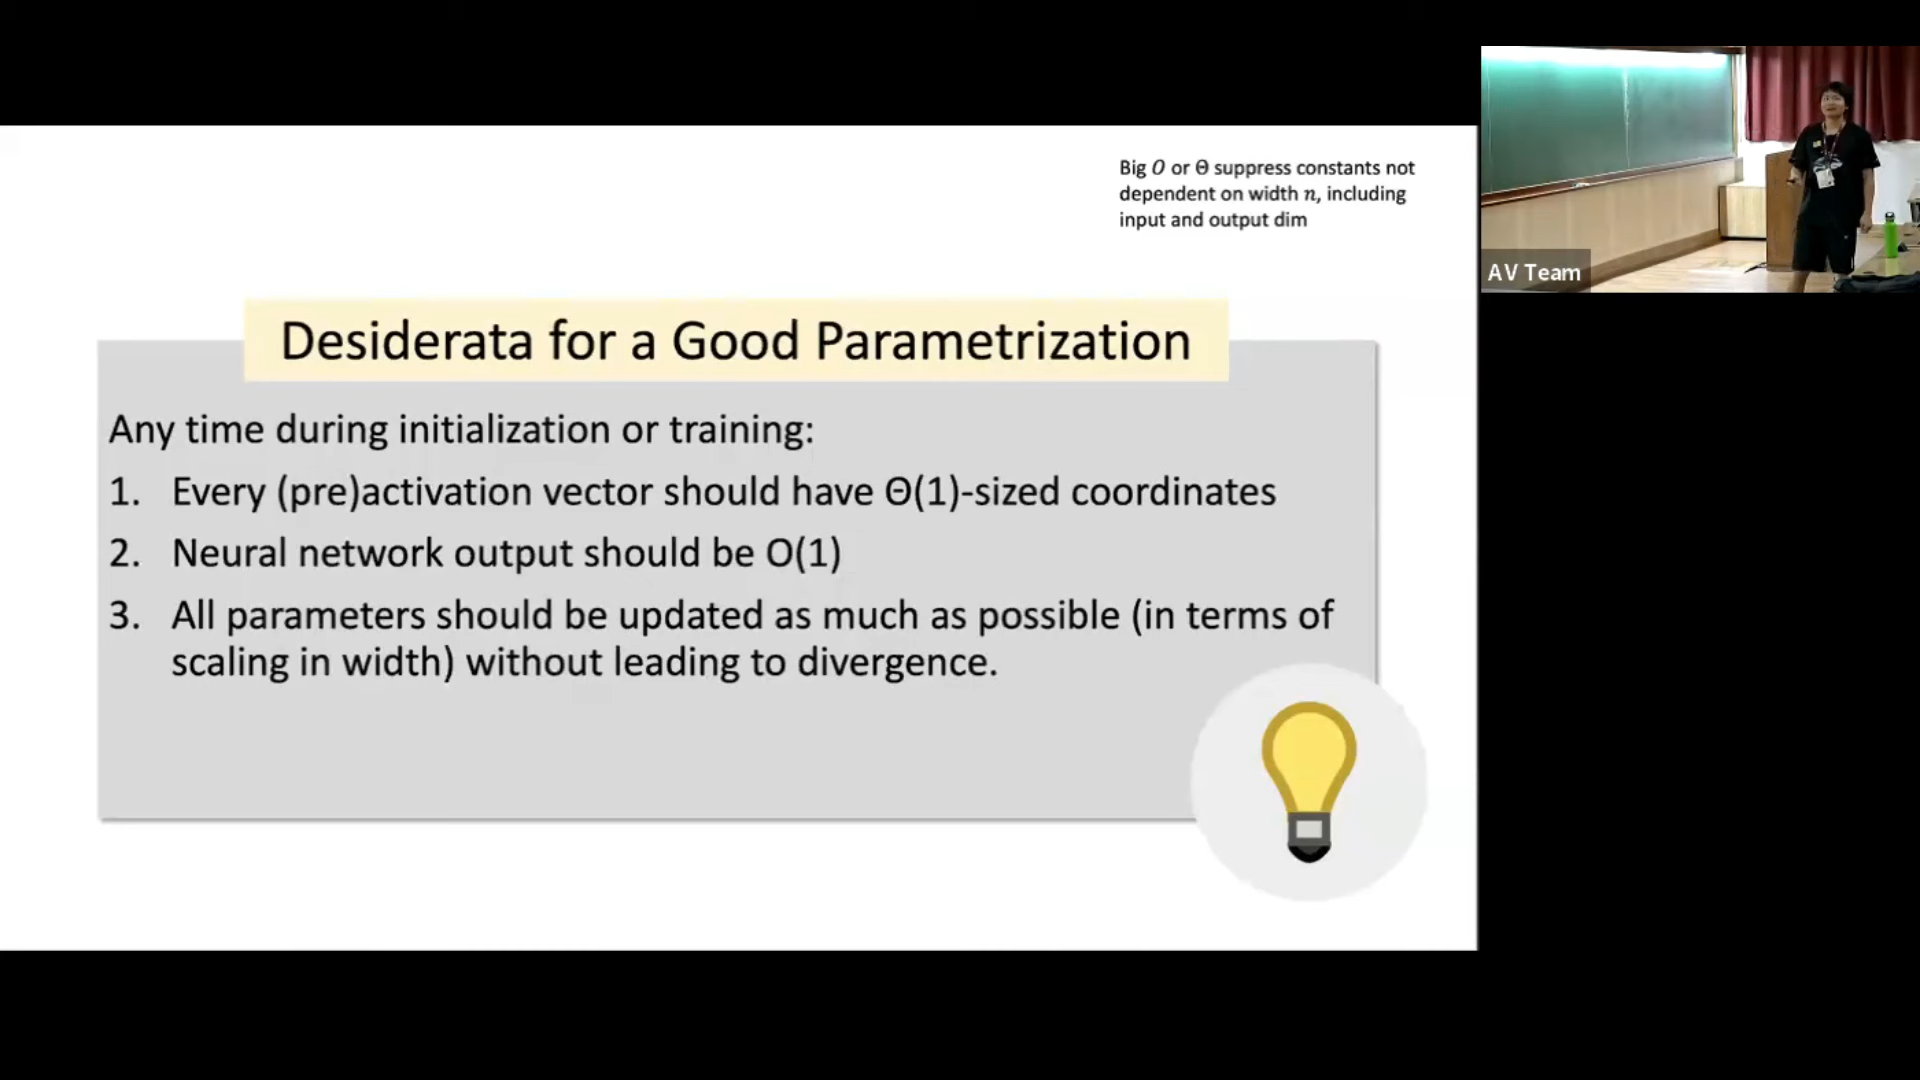 Big O or Θ suppress constants not
dependent on width n, including
input and output dim
Desiderata for a Good Parametrization
Any time during initialization or training:
1. Every (pre)activation vector should have Θ(1)-sized coordinates
2. Neural network output should be O(1)
3. All parameters should be updated as much as possible (in terms of
scaling in width) without leading to divergence.
AV Team